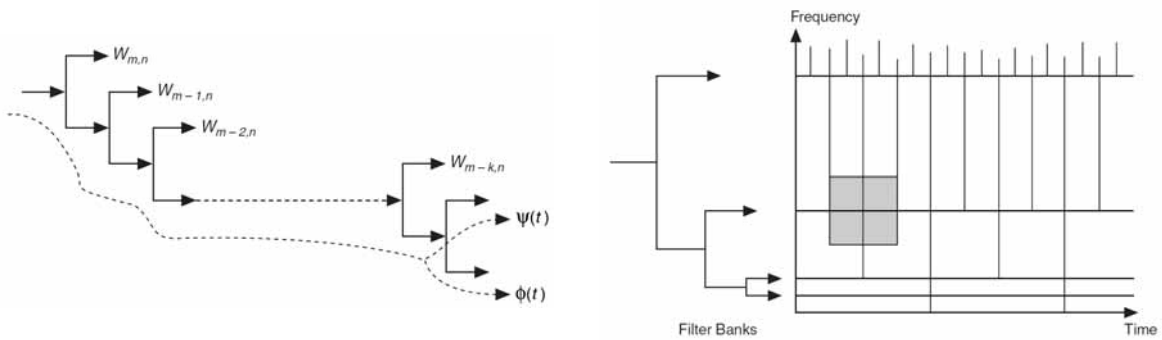 W_{m,n}
W_{m−1,n}
W_{m−2,n}
W_{m−k,n}
ψ(t)
ϕ(t)
Frequency
Filter Banks
Time